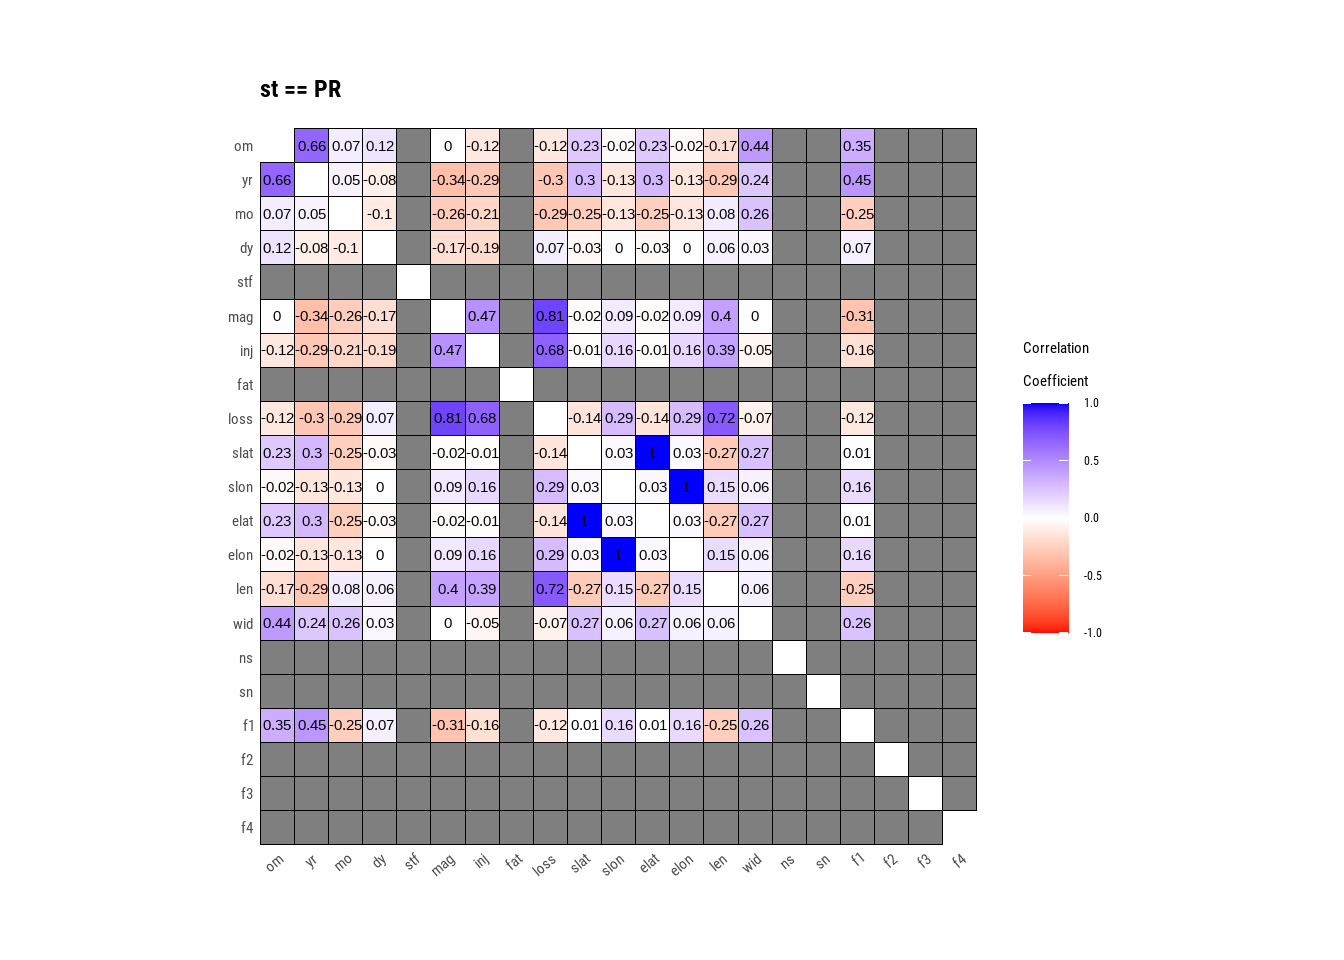 st == PR
om 0.66 0.07 0.12 0 -0.12 -0.12 0.23 -0.02 0.23 -0.02 -0.17 0.44 0.35
yr 0.66 0.05 -0.08 -0.34 -0.29 -0.3 0.3 -0.13 0.3 -0.13 -0.29 0.24 0.45
mo 0.07 0.05 -0.1 -0.26 -0.21 -0.29 -0.25 -0.13 -0.25 -0.13 0.08 0.26 -0.25
dy 0.12 -0.08 -0.1 -0.17 -0.19 0.07 -0.03 0 -0.03 0 0.06 0.03 0.07
stf
mag 0 -0.34 -0.26 -0.17 0.47 0.81 -0.02 0.09 -0.02 0.09 0.4 0 -0.31
inj -0.12 -0.29 -0.21 -0.19 0.47 0.68 -0.01 0.16 -0.01 0.16 0.39 -0.05 -0.16
fat
loss -0.12 -0.3 -0.29 0.07 0.81 0.68 -0.14 0.29 -0.14 0.29 0.72 -0.07 -0.12
slat 0.23 0.3 -0.25 -0.03 -0.02 -0.01 -0.14 0.03 1 0.03 -0.27 0.27 0.01
slon -0.02 -0.13 -0.13 0 0.09 0.16 0.29 0.03 0.03 1 0.15 0.06 0.16
elat 0.23 0.3 -0.25 -0.03 -0.02 -0.01 -0.14 1 0.03 0.03 -0.27 0.27 0.01
elon -0.02 -0.13 -0.13 0 0.09 0.16 0.29 0.03 1 0.03 0.15 0.06 0.16
len -0.17 -0.29 0.08 0.06 0.4 0.39 0.72 -0.27 0.15 -0.27 0.15 0.06 -0.25
wid 0.44 0.24 0.26 0.03 0 -0.05 -0.07 0.27 0.06 0.27 0.06 0.06 0.26
ns
sn
f1 0.35 0.45 -0.25 0.07 -0.31 -0.16 -0.12 0.01 0.16 0.01 0.16 -0.25 0.26
f2
f3
f4
om yr mo dy stf mag inj fat loss slat slon elat elon len wid ns sn f1 f2 f3 f4
Correlation
Coefficient
1.0
0.5
0.0
-0.5
-1.0